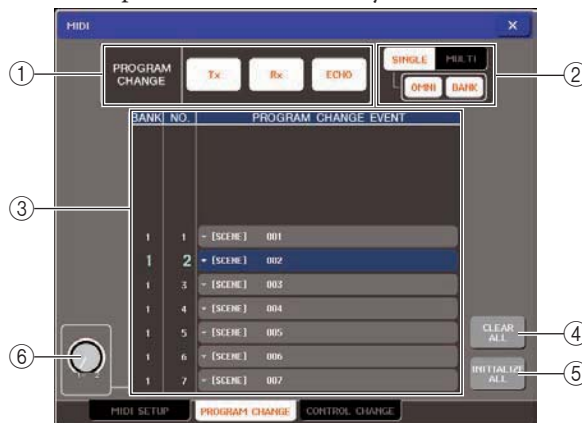 MIDI
×
①
PROGRAM CHANGE
Tx
Rx
ECHO
SINGLE
MULTI
OMNI
BANK
②
BANK NO. PROGRAM CHANGE EVENT
③
1 1 [SCENE] 001
1 2 [SCENE] 002
1 3 [SCENE] 003
1 4 [SCENE] 004
1 5 [SCENE] 005
1 6 [SCENE] 006
1 7 [SCENE] 007
CLEAR ALL
④
INITIALIZE ALL
⑤
⑥
1 2
MIDI SETUP
PROGRAM CHANGE
CONTROL CHANGE